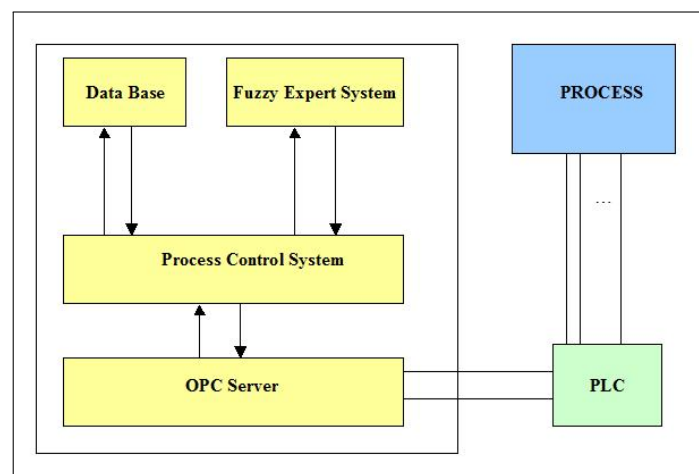 Data Base
Fuzzy Expert System
PROCESS
...
Process Control System
OPC Server
PLC